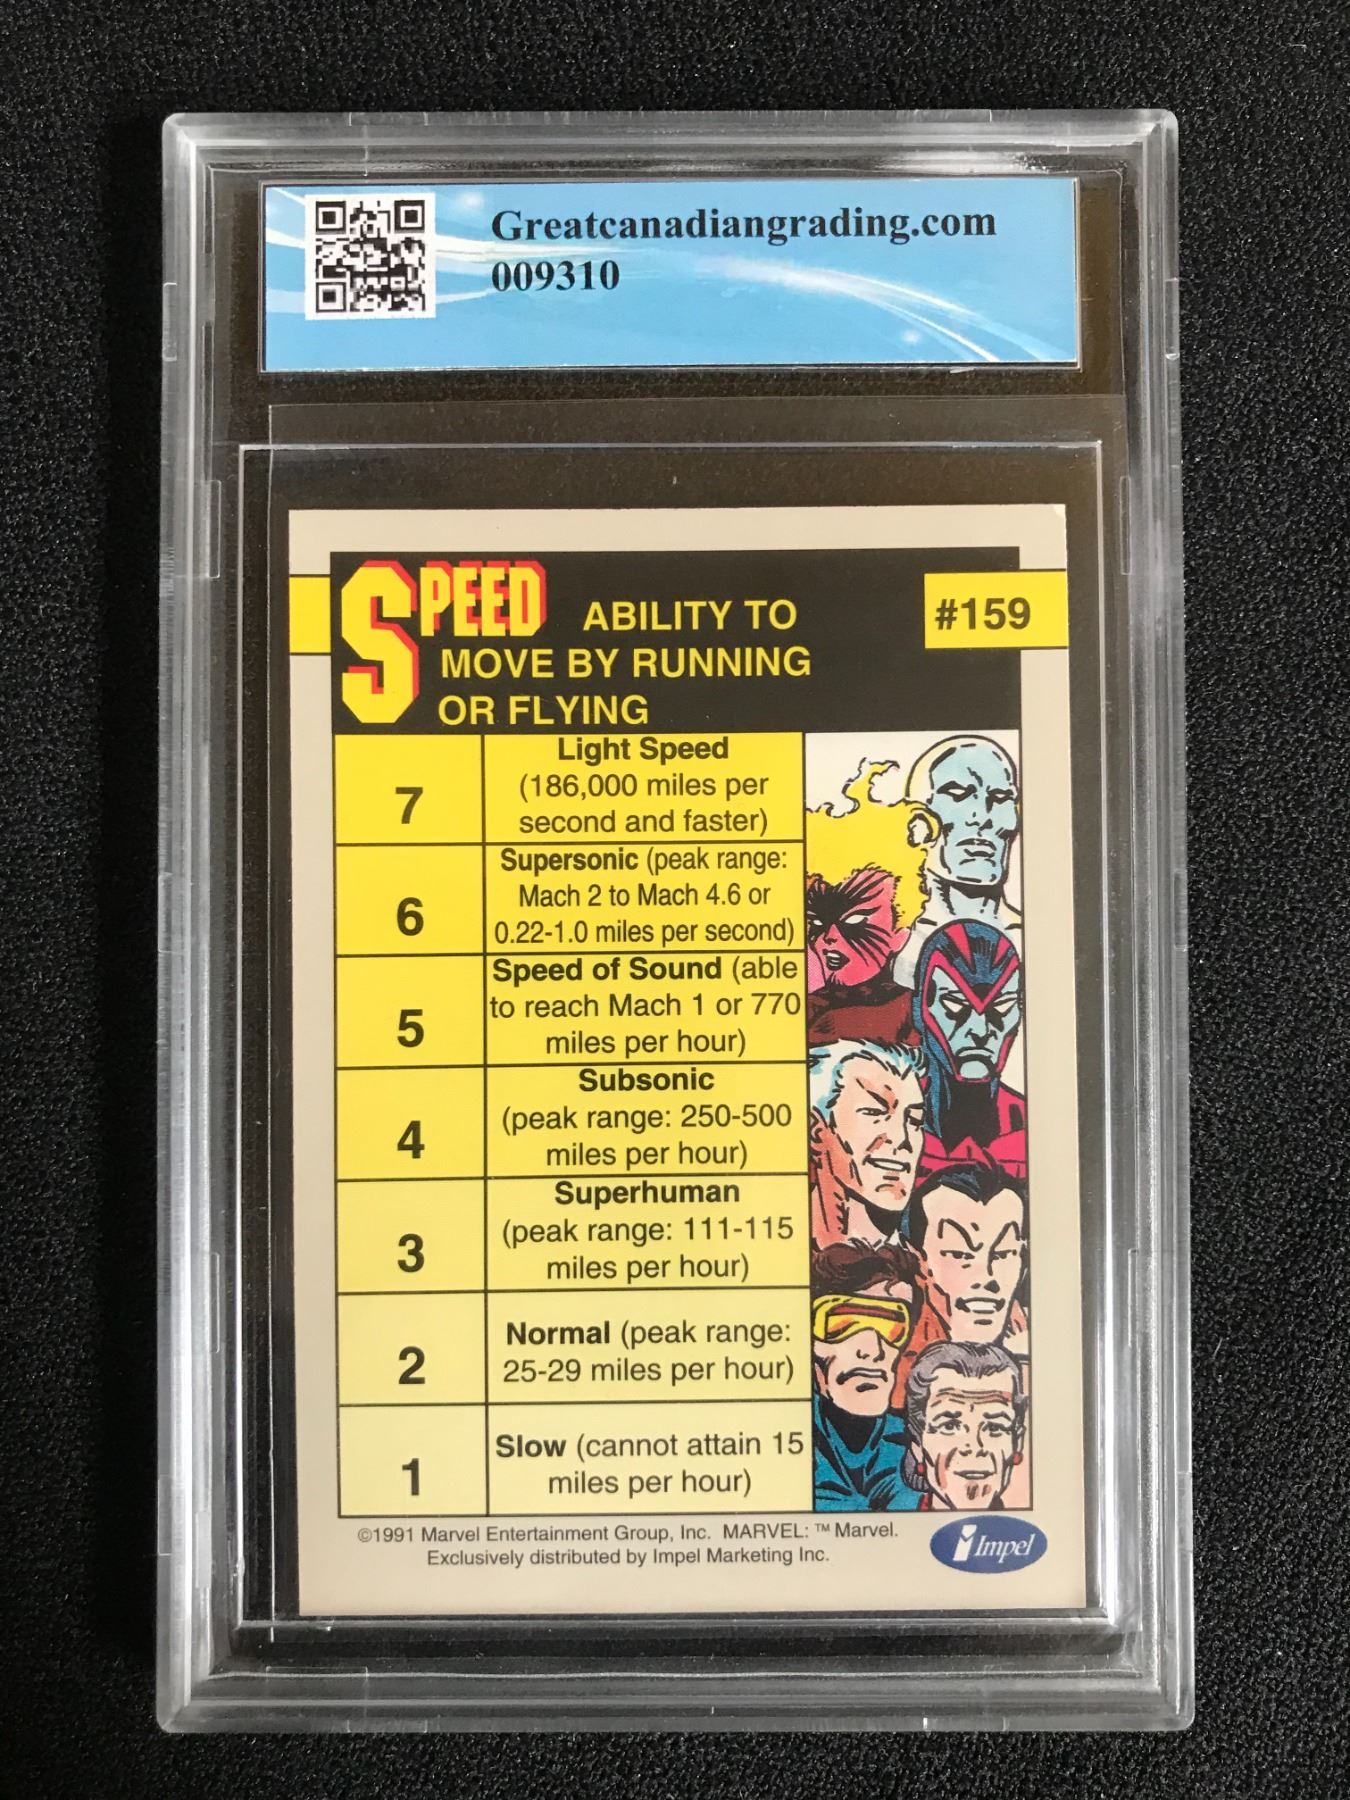 Greatcanadiangrading.com
009310
SPEED ABILITY TO
MOVE BY RUNNING
OR FLYING
#159
7
Light Speed
(186,000 miles per
second and faster)
6
Supersonic (peak range:
Mach 2 to Mach 4.6 or
0.22-1.0 miles per second)
5
Speed of Sound (able
to reach Mach 1 or 770
miles per hour)
4
Subsonic
(peak range: 250-500
miles per hour)
3
Superhuman
(peak range: 111-115
miles per hour)
2
Normal (peak range:
25-29 miles per hour)
1
Slow (cannot attain 15
miles per hour)
©1991 Marvel Entertainment Group, Inc. MARVEL: ™ Marvel.
Exclusively distributed by Impel Marketing Inc.
Impel